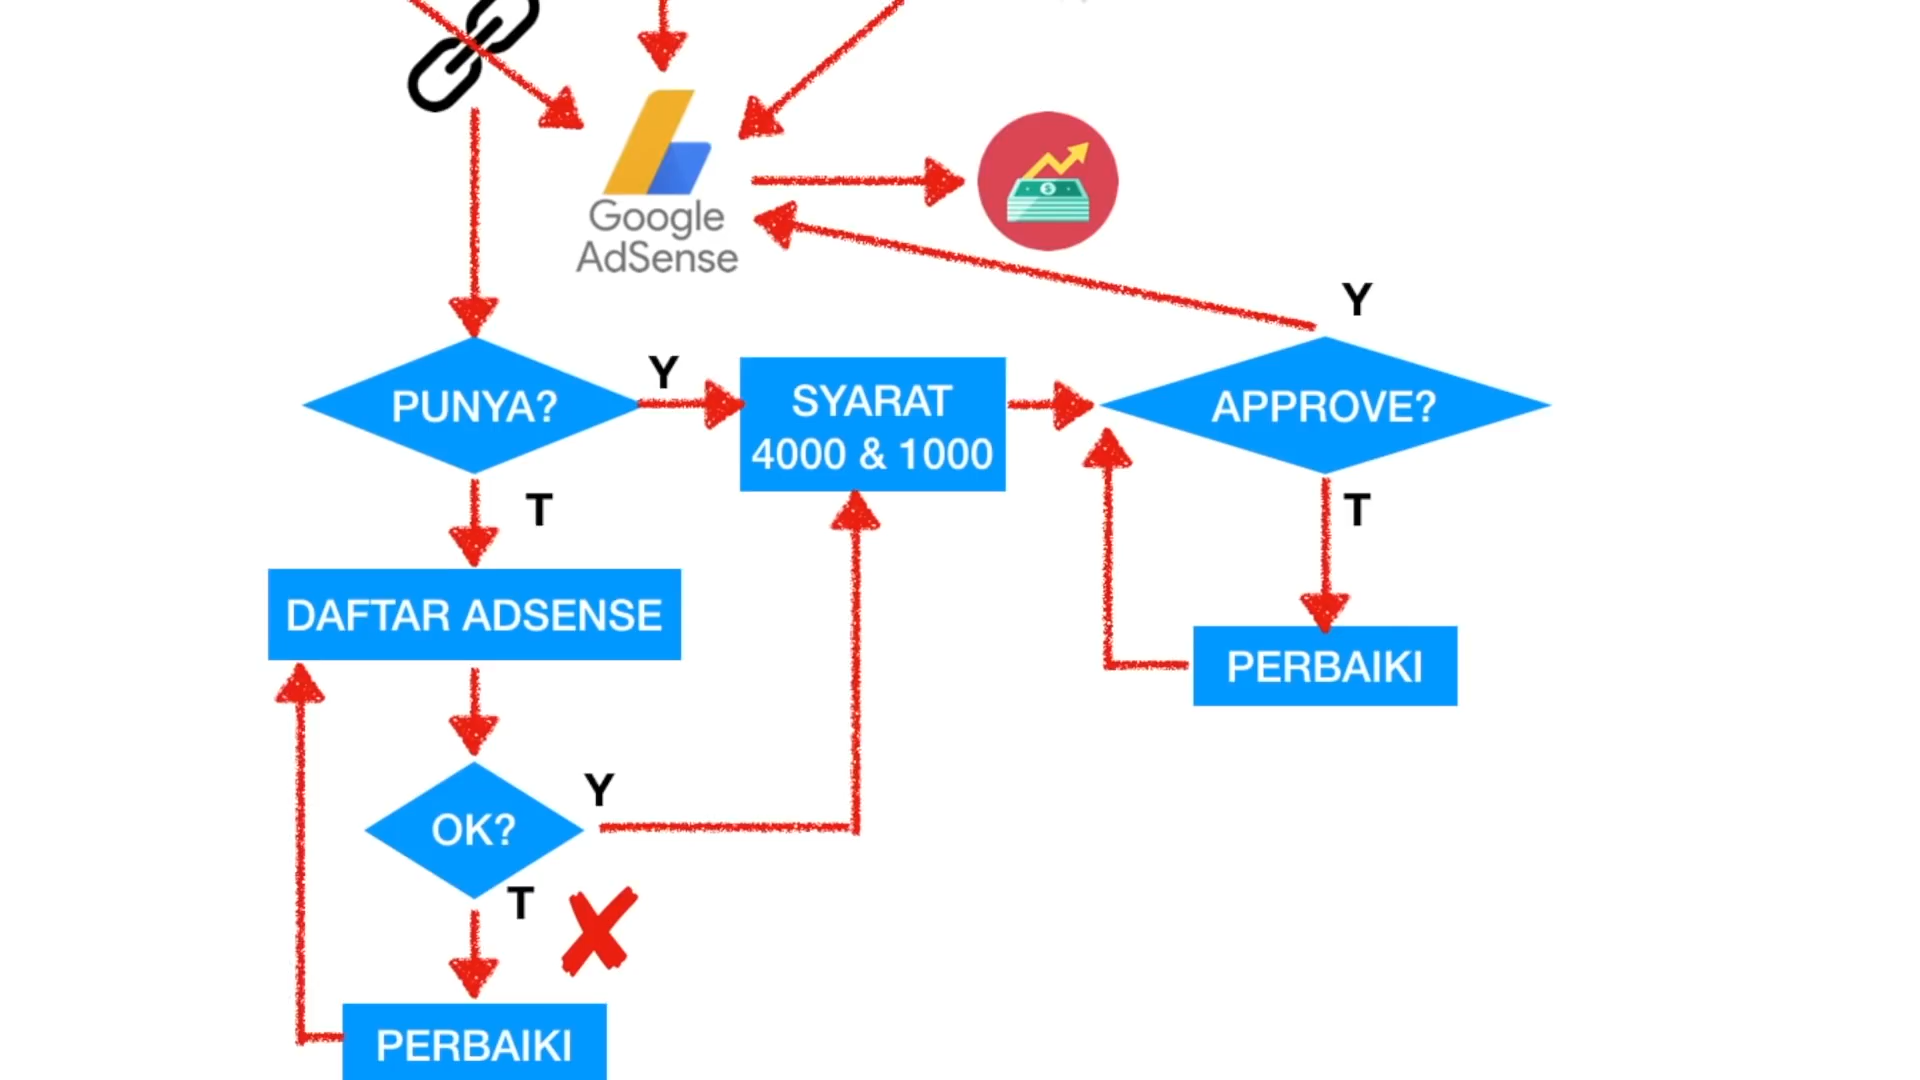 Google
AdSense
Y
PUNYA?
Y
SYARAT
4000 & 1000
APPROVE?
T
T
DAFTAR ADSENSE
PERBAIKI
Y
OK?
T
PERBAIKI